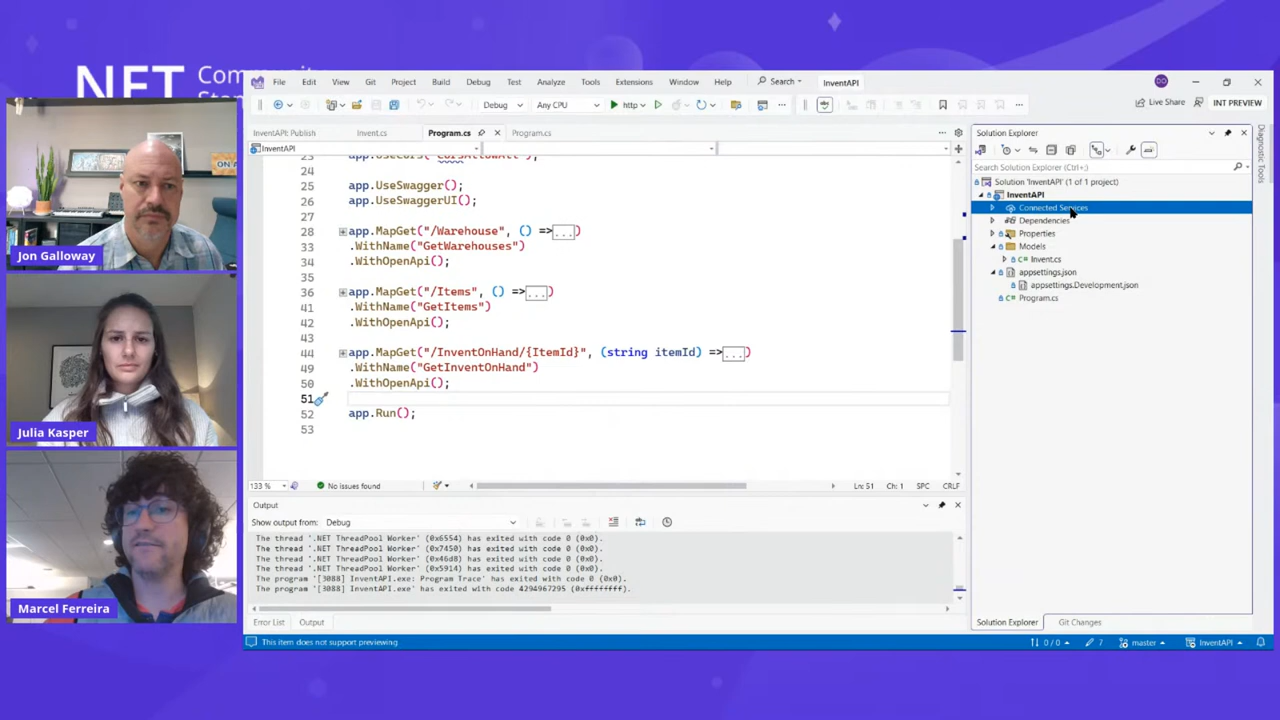 NET Community
Jon Galloway
Julia Kasper
Marcel Ferreira
File Edit View Git Project Build Debug Test Analyze Tools Extensions Window Help Search InventAPI DO
Debug Any CPU http Live Share INT PREVIEW
InventAPI: Publish Invent.cs Program.cs Program.cs
InventAPI
23 app.UseCors("CorsAllowAll");
24
25 app.UseSwagger();
26 app.UseSwaggerUI();
27
28 app.MapGet("/Warehouse", () =>...)
33 .WithName("GetWarehouses")
34 .WithOpenApi();
35
36 app.MapGet("/Items", () =>...)
41 .WithName("GetItems")
42 .WithOpenApi();
43
44 app.MapGet("/InventOnHand/{ItemId}", (string itemId) =>...)
49 .WithName("GetInventOnHand")
50 .WithOpenApi();
51
52 app.Run();
53
133 % No issues found Ln: 51 Ch: 1 SPC CRLF
Output
Show output from: Debug
The thread '.NET ThreadPool Worker' (0x6554) has exited with code 0 (0x0).
The thread '.NET ThreadPool Worker' (0x7450) has exited with code 0 (0x0).
The thread '.NET ThreadPool Worker' (0x46d8) has exited with code 0 (0x0).
The thread '.NET ThreadPool Worker' (0x5914) has exited with code 0 (0x0).
The program '[3088] InventAPI.exe: Program Trace' has exited with code 0 (0x0).
The program '[3088] InventAPI.exe' has exited with code 4294967295 (0xffffffff).
Error List Output
Solution Explorer
Search Solution Explorer (Ctrl+;)
Solution 'InventAPI' (1 of 1 project)
InventAPI
Connected Services
Dependencies
Properties
Models
C# Invent.cs
appsettings.json
appsettings.Development.json
C# Program.cs
Solution Explorer Git Changes
Diagnostic Tools
This item does not support previewing 0 / 0 7 master InventAPI